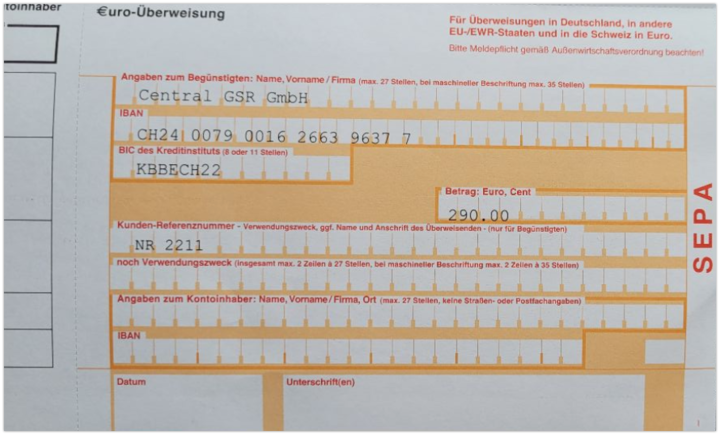 toinhaber
€uro-Überweisung
Für Überweisungen in Deutschland, in andere
EU-/EWR-Staaten und in die Schweiz in Euro.
Bitte Meldepflicht gemäß Außenwirtschaftsverordnung beachten!
Angaben zum Begünstigten: Name, Vorname/Firma (max. 27 Stellen, bei maschineller Beschriftung max. 35 Stellen)
Central GSR GmbH
IBAN
CH24 0079 0016 2663 9637 7
BIC des Kreditinstituts (8 oder 11 Stellen)
KBBECH22
Betrag: Euro, Cent
290.00
Kunden-Referenznummer - Verwendungszweck, ggf. Name und Anschrift des Überweisenden - (nur für Begünstigten)
NR 2211
noch Verwendungszweck (insgesamt max. 2 Zeilen à 27 Stellen, bei maschineller Beschriftung max. 2 Zeilen à 35 Stellen)
Angaben zum Kontoinhaber: Name, Vorname/Firma, Ort (max. 27 Stellen, keine Straßen- oder Postfachangaben)
IBAN
Datum
Unterschrift(en)
SEPA